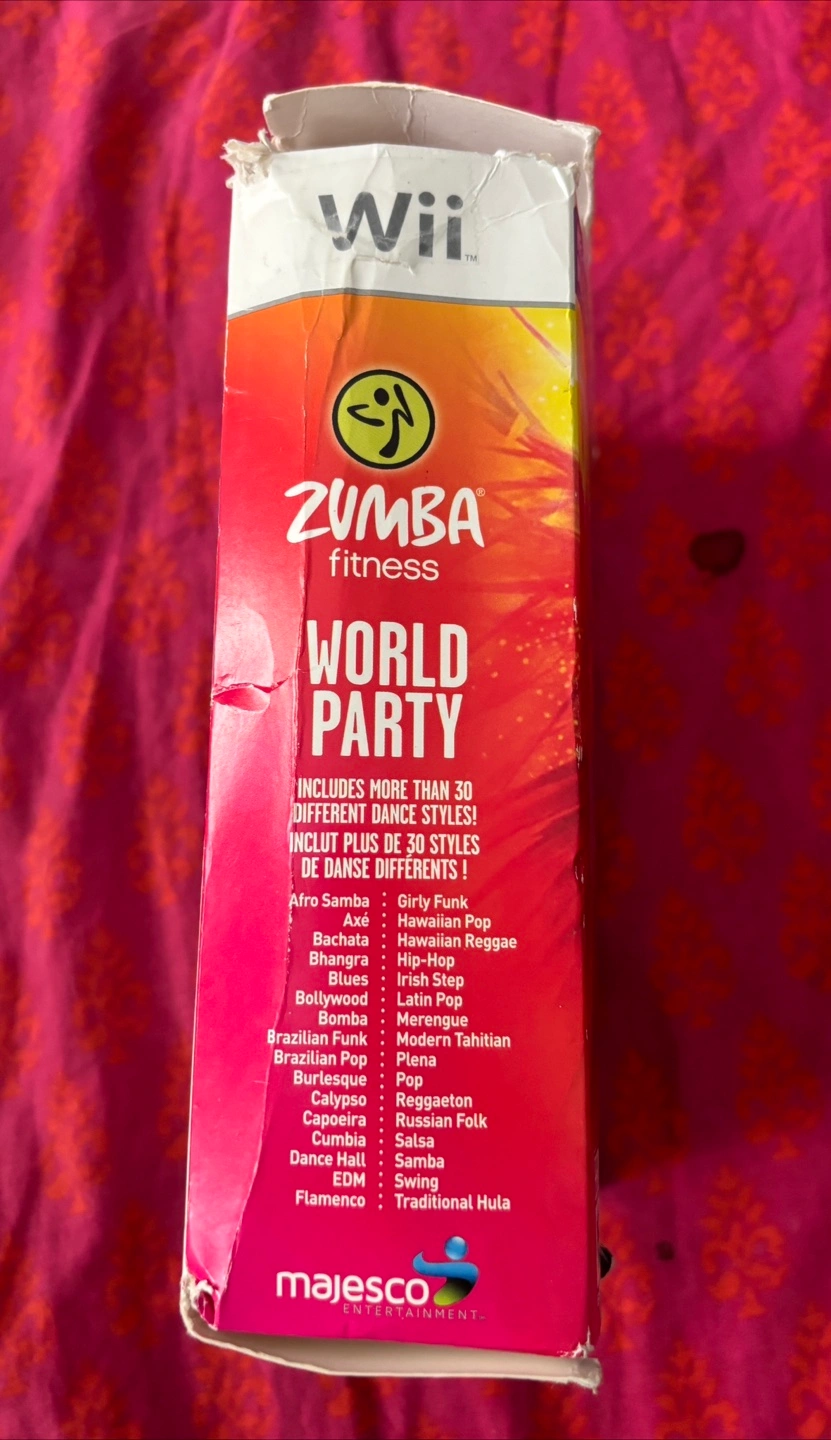 Wii™
ZUMBA®
fitness
WORLD
PARTY
INCLUDES MORE THAN 30
DIFFERENT DANCE STYLES!
INCLUT PLUS DE 30 STYLES
DE DANSE DIFFÉRENTS !
Afro Samba
Axé
Bachata
Bhangra
Blues
Bollywood
Bomba
Brazilian Funk
Brazilian Pop
Burlesque
Calypso
Capoeira
Cumbia
Dance Hall
EDM
Flamenco
Girly Funk
Hawaiian Pop
Hawaiian Reggae
Hip-Hop
Irish Step
Latin Pop
Merengue
Modern Tahitian
Plena
Pop
Reggaeton
Russian Folk
Salsa
Samba
Swing
Traditional Hula
majesco
ENTERTAINMENT™